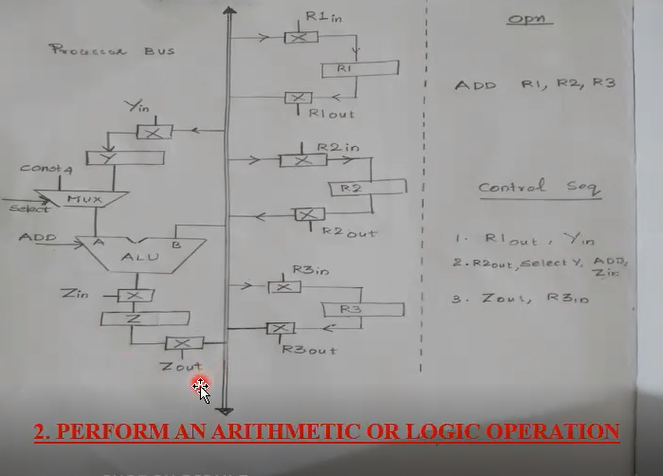 R1in
Opn
Processor BUS
R1
ADD R1, R2, R3
Yin
R1out
X
X
X
R2in
Y
X
Const4
R2
Control Seq
MUX
Select
X
R2out
ADD
A
B
ALU
1. R1out, Yin
2. R2out, Select Y, ADD,
Zin
R3in
Zin
X
X
R3
3. Zout, R3in
Z
X
R3out
X
Zout
2. PERFORM AN ARITHMETIC OR LOGIC OPERATION